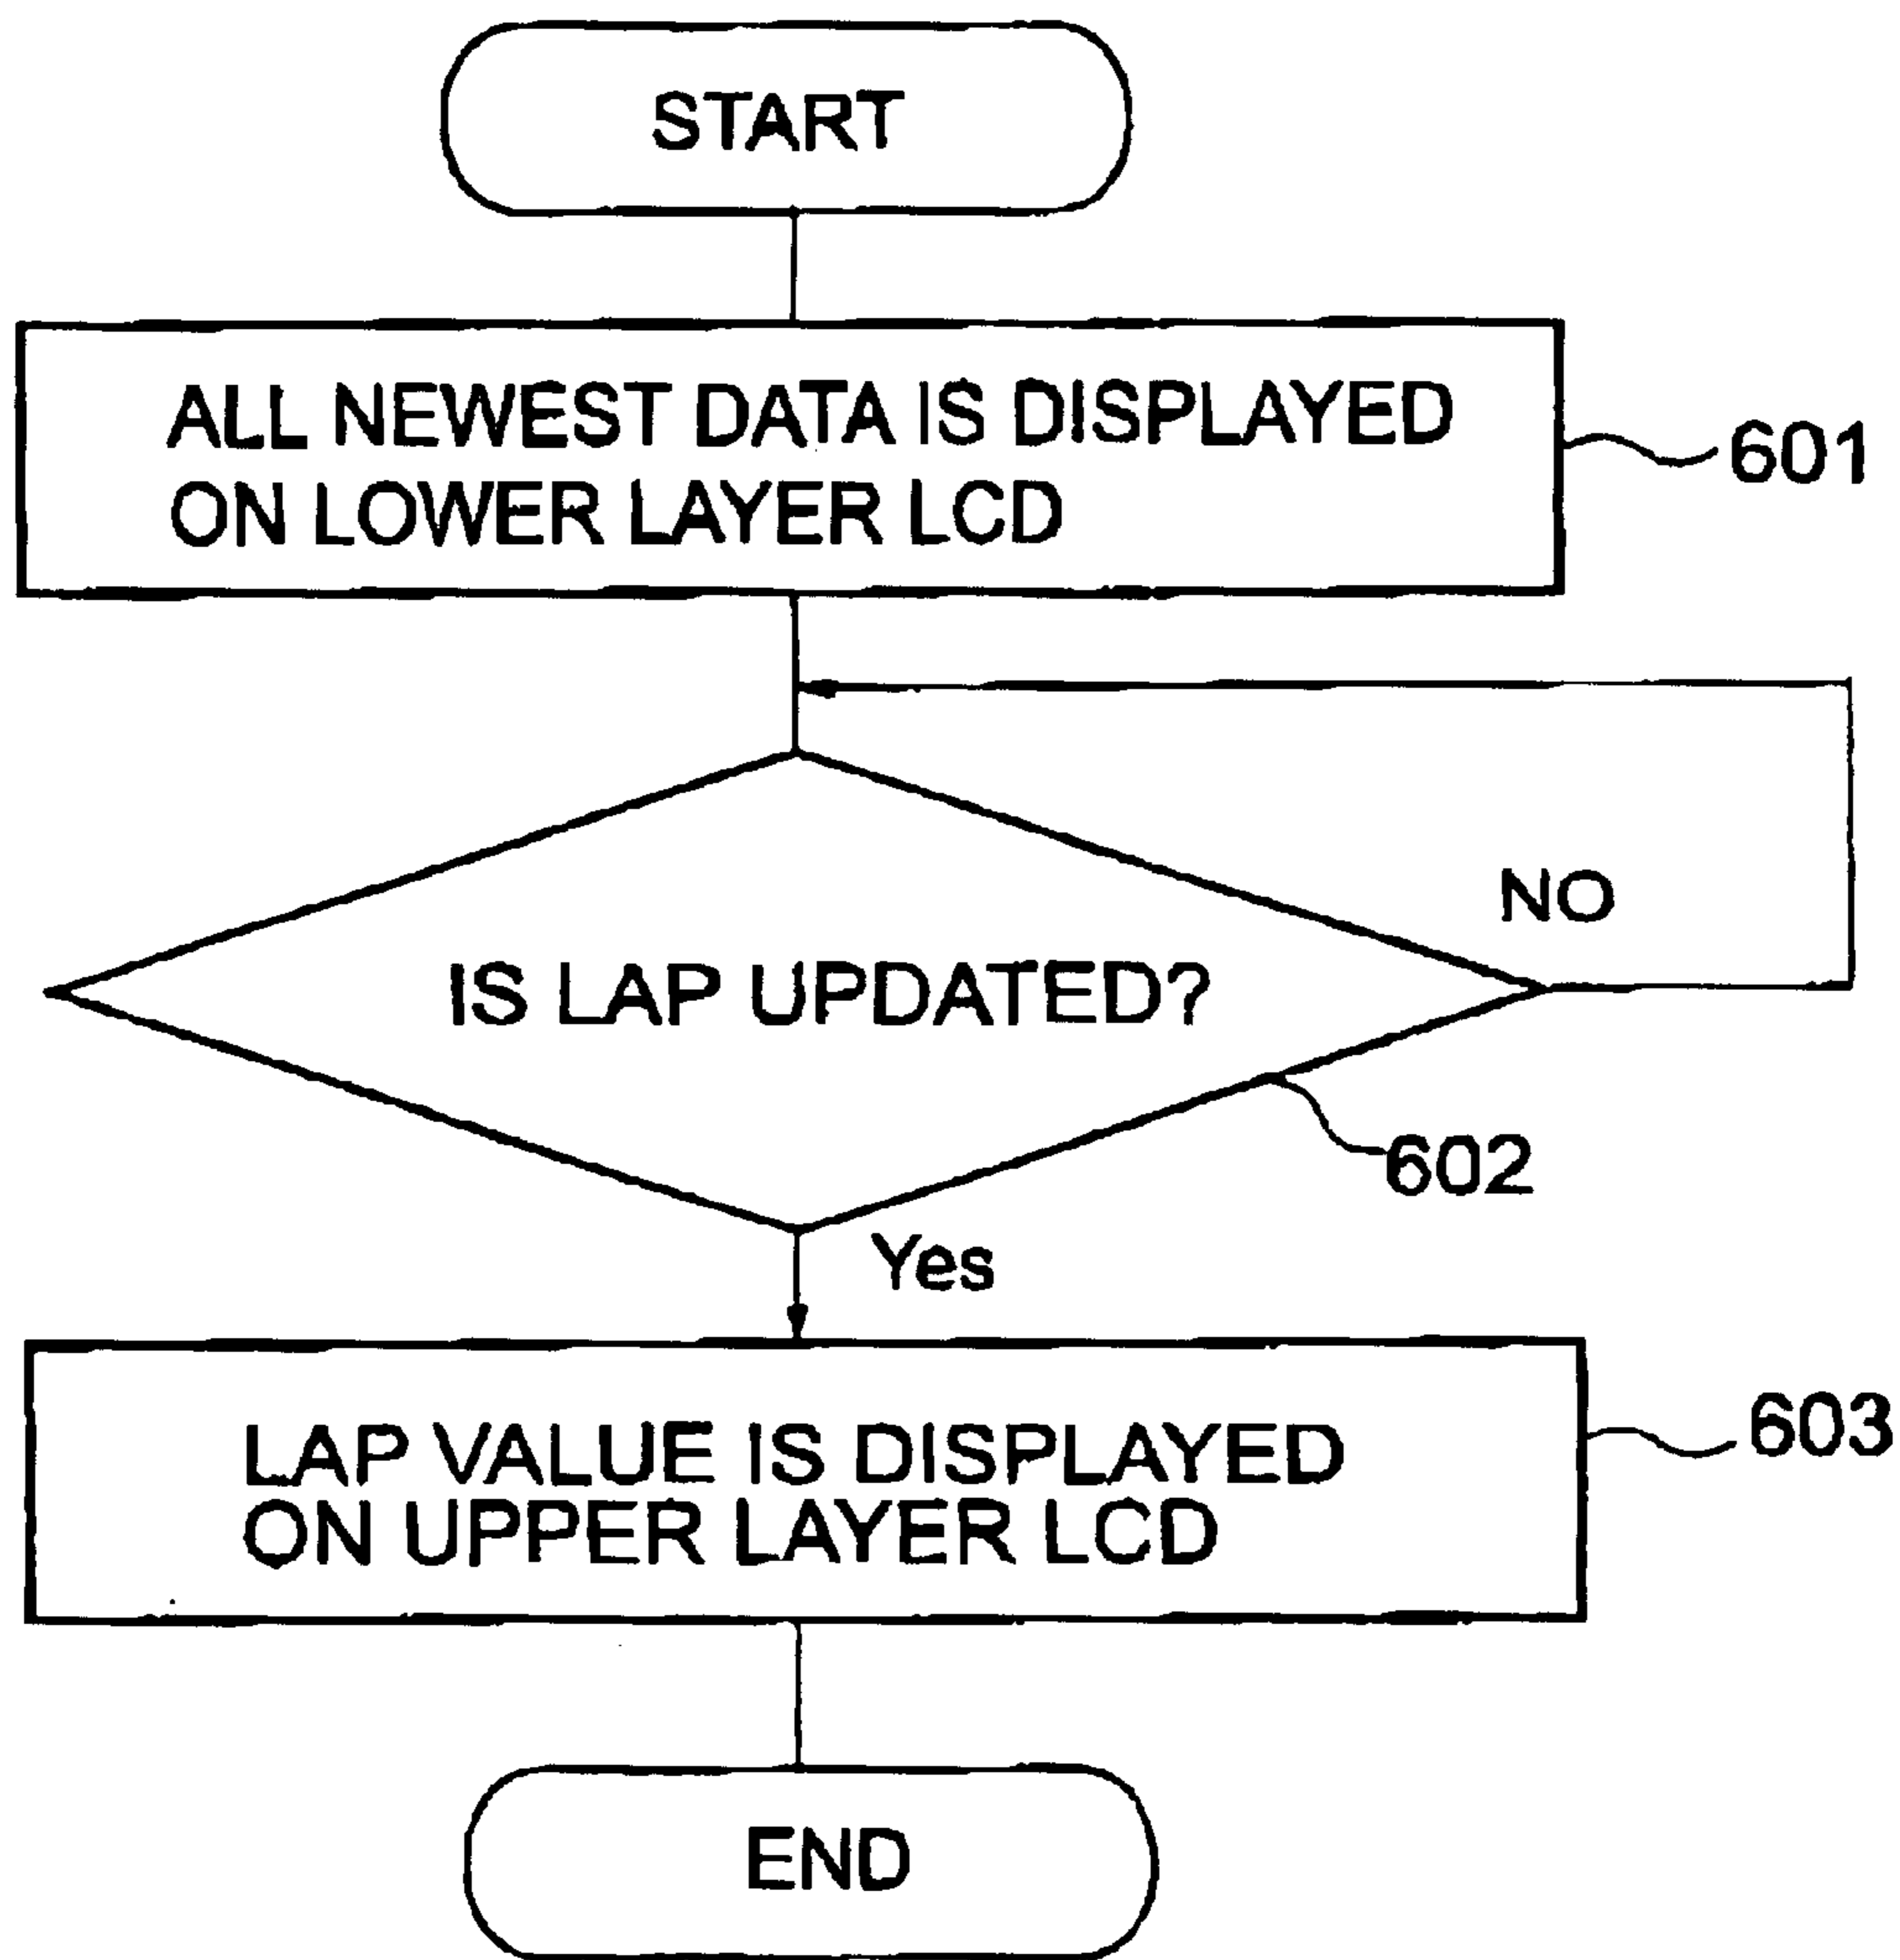 START
ALL NEWEST DATA IS DISPLAYED
ON LOWER LAYER LCD
601
NO
IS LAP UPDATED?
602
Yes
LAP VALUE IS DISPLAYED
ON UPPER LAYER LCD
603
END